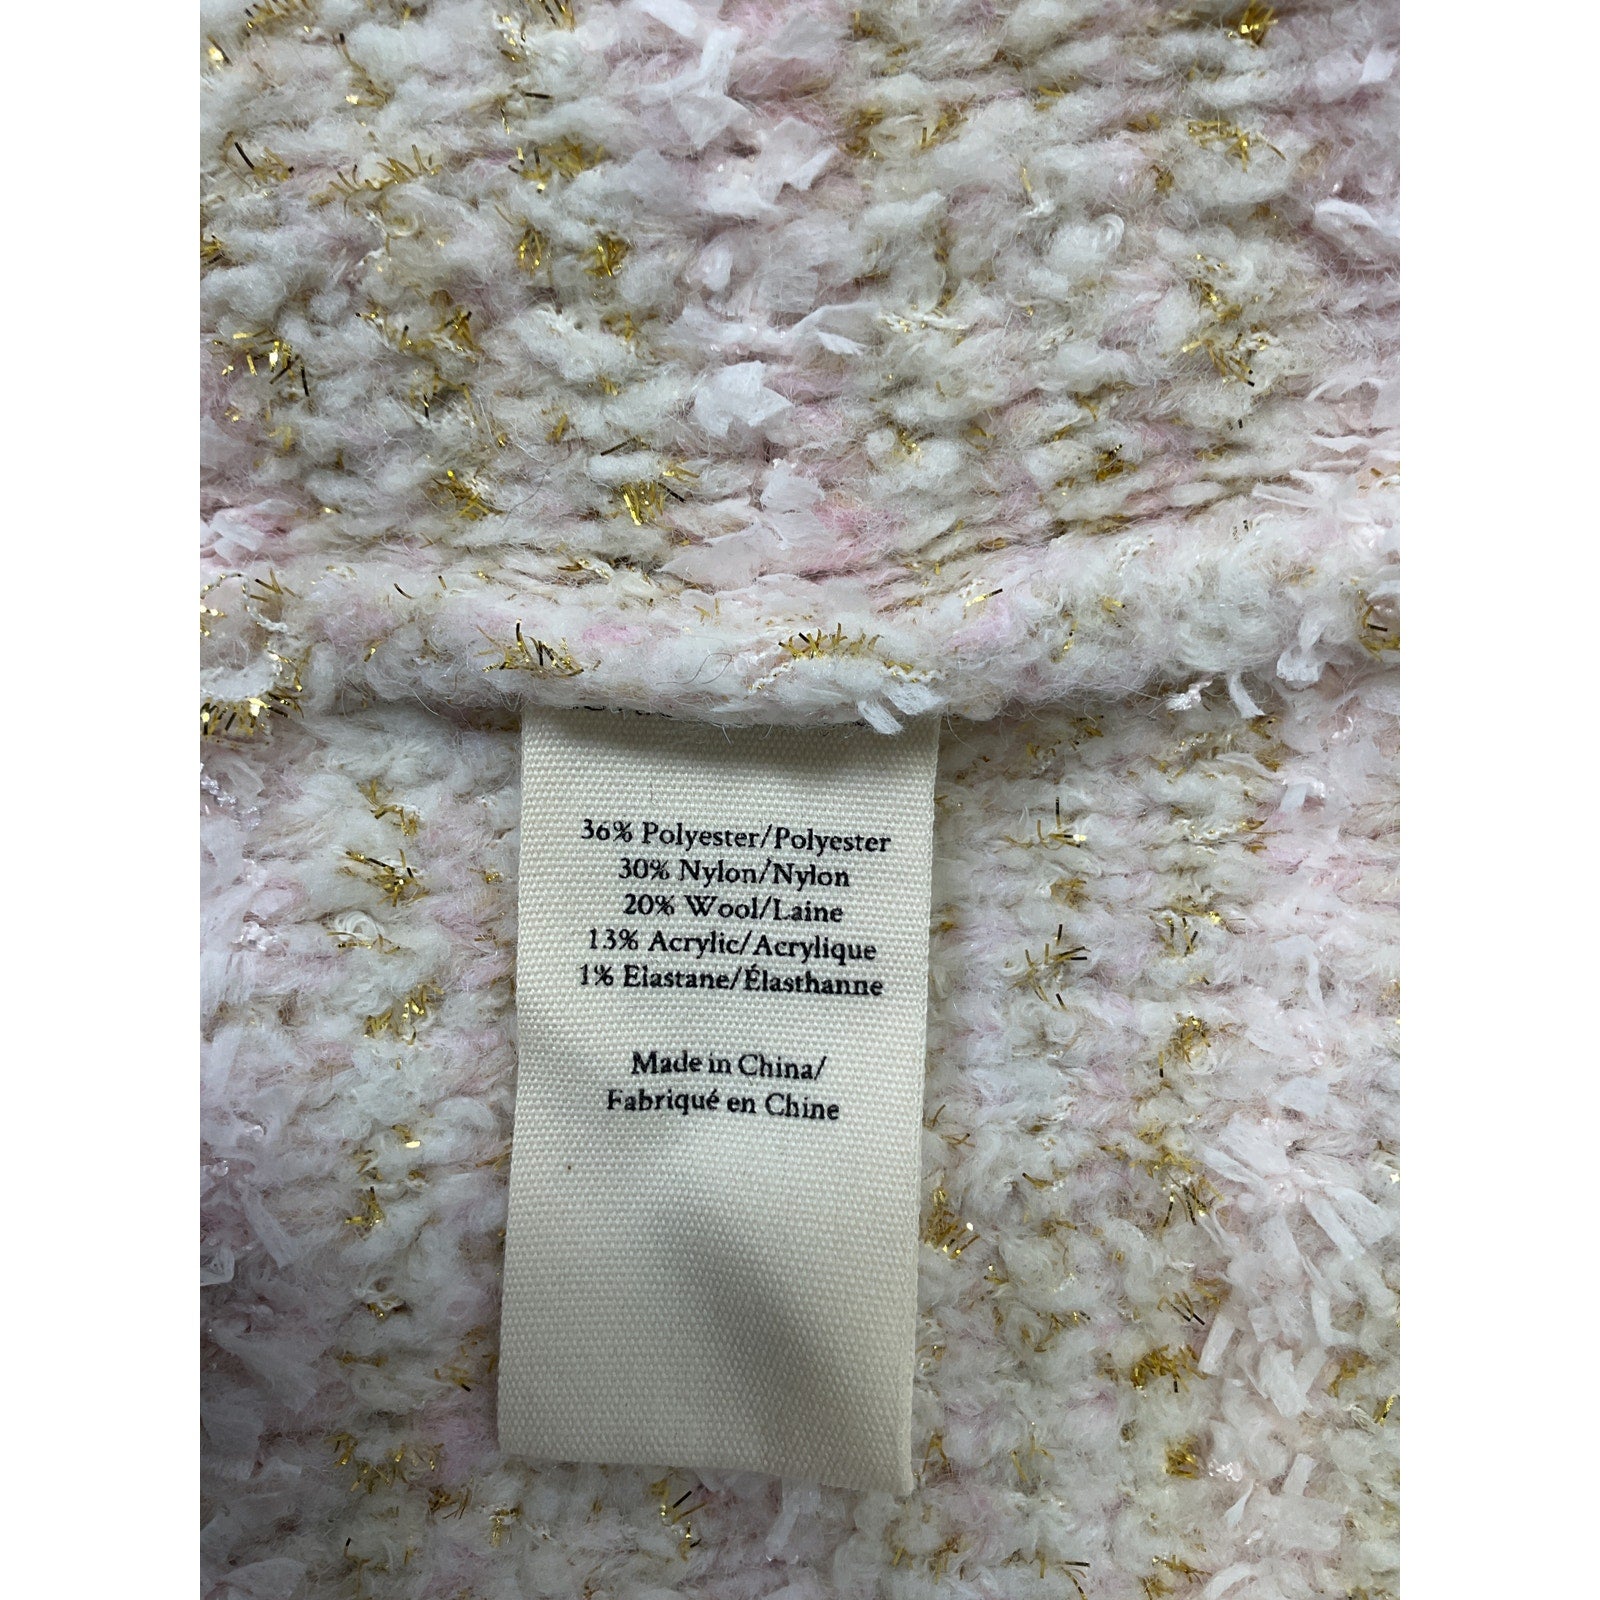 36% Polyester/Polyester
30% Nylon/Nylon
20% Wool/Laine
13% Acrylic/Acrylique
1% Elastane/Élasthanne
Made in China/
Fabriqué en Chine